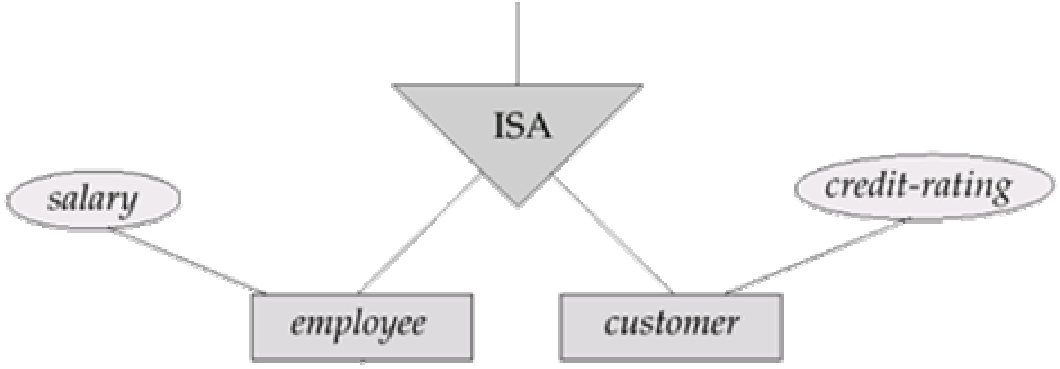 ISA
salary
credit-rating
employee
customer